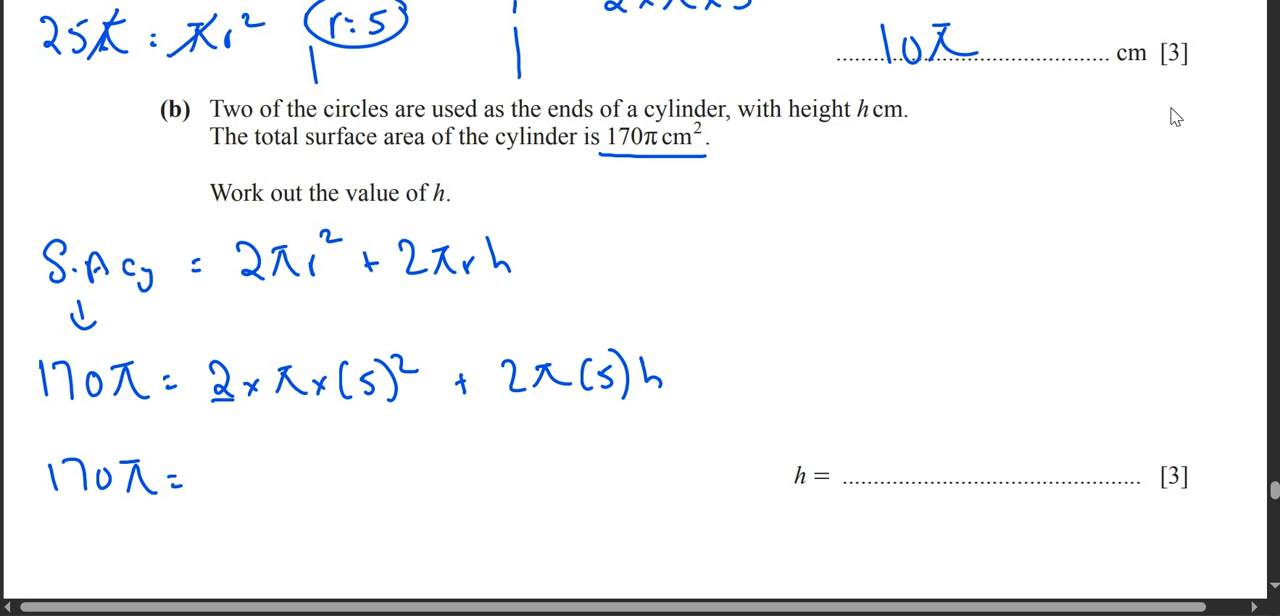 25π = πr² r = 5
10π cm [3]
(b) Two of the circles are used as the ends of a cylinder, with height h cm.
The total surface area of the cylinder is 170π cm².
Work out the value of h.
S.A cy = 2πr² + 2πrh
↓
170π = 2 × π × (5)² + 2π(5)h
170π =
h = ................................................ [3]